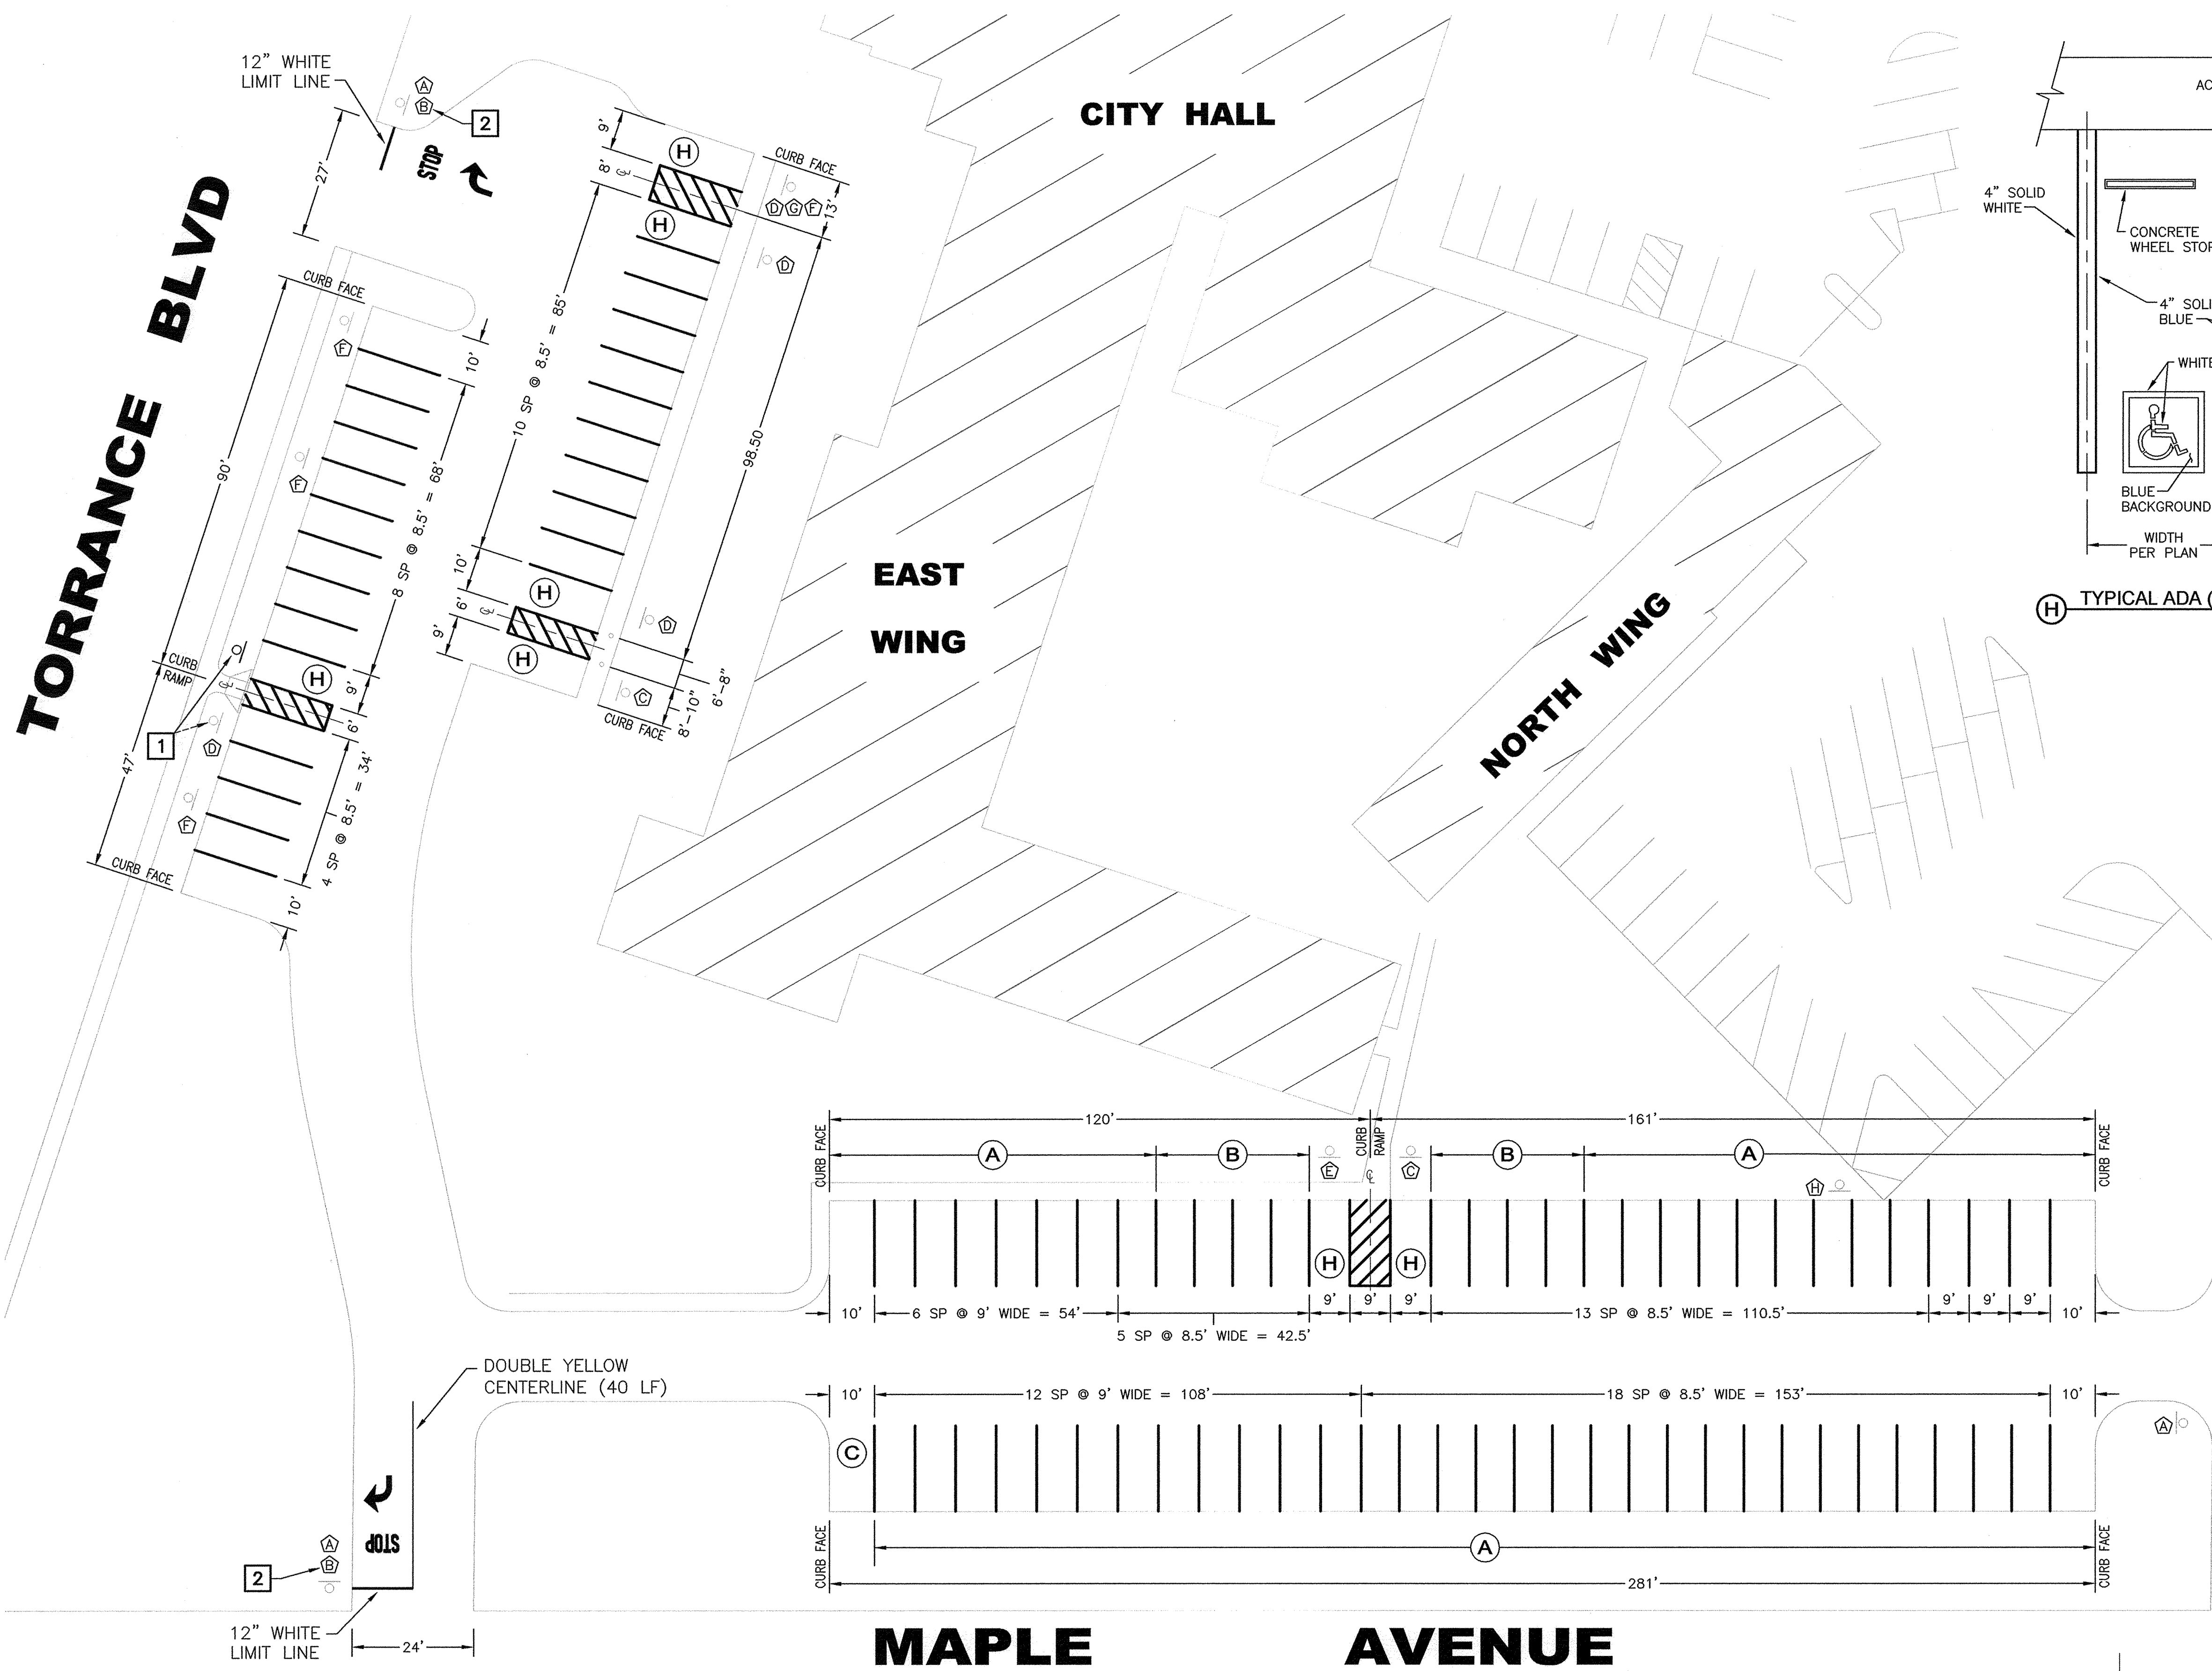 12" WHITE
LIMIT LINE
A
B
2
STOP
27'
TORRANCE BLVD
CURB FACE
F
10'
90'
F
8 SP @ 8.5' = 68'
CURB
RAMP
℄
H
9'
6'
1
D
47'
F
4 SP @ 8.5' = 34'
CURB FACE
10'
9'
8'
℄
H
H
CURB FACE
D G F
13'
D
10 SP @ 8.5' = 85'
98.50
10'
6'
9'
℄
H
H
D
C
6'-8"
8'-10"
CURB FACE
CITY HALL
EAST
WING
NORTH WING
AC
4" SOLID
WHITE
CONCRETE
WHEEL STOP
4" SOLI
BLUE
WHITE
BLUE
BACKGROUND
WIDTH
PER PLAN
H
TYPICAL ADA (
120'
161'
CURB FACE
A
B
E
CURB
RAMP
℄
C
B
A
CURB FACE
H
H
H
10'
6 SP @ 9' WIDE = 54'
9'
9'
9'
13 SP @ 8.5' WIDE = 110.5'
9'
9'
9'
10'
5 SP @ 8.5' WIDE = 42.5'
DOUBLE YELLOW
CENTERLINE (40 LF)
10'
12 SP @ 9' WIDE = 108'
18 SP @ 8.5' WIDE = 153'
10'
C
A
STOP
A
B
2
CURB FACE
A
CURB FACE
281'
12" WHITE
LIMIT LINE
24'
MAPLE AVENUE